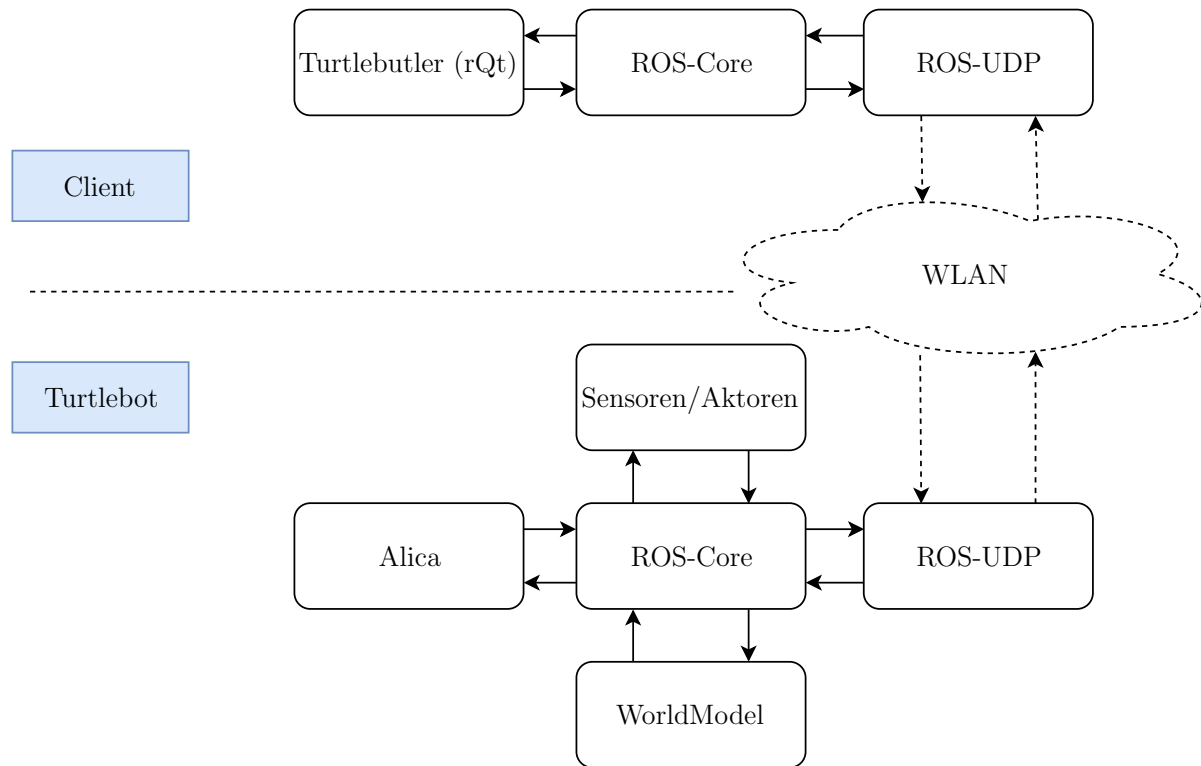 Turtlebutler (rQt)
ROS-Core
ROS-UDP
Client
WLAN
Turtlebot
Sensoren/Aktoren
Alica
ROS-Core
ROS-UDP
WorldModel